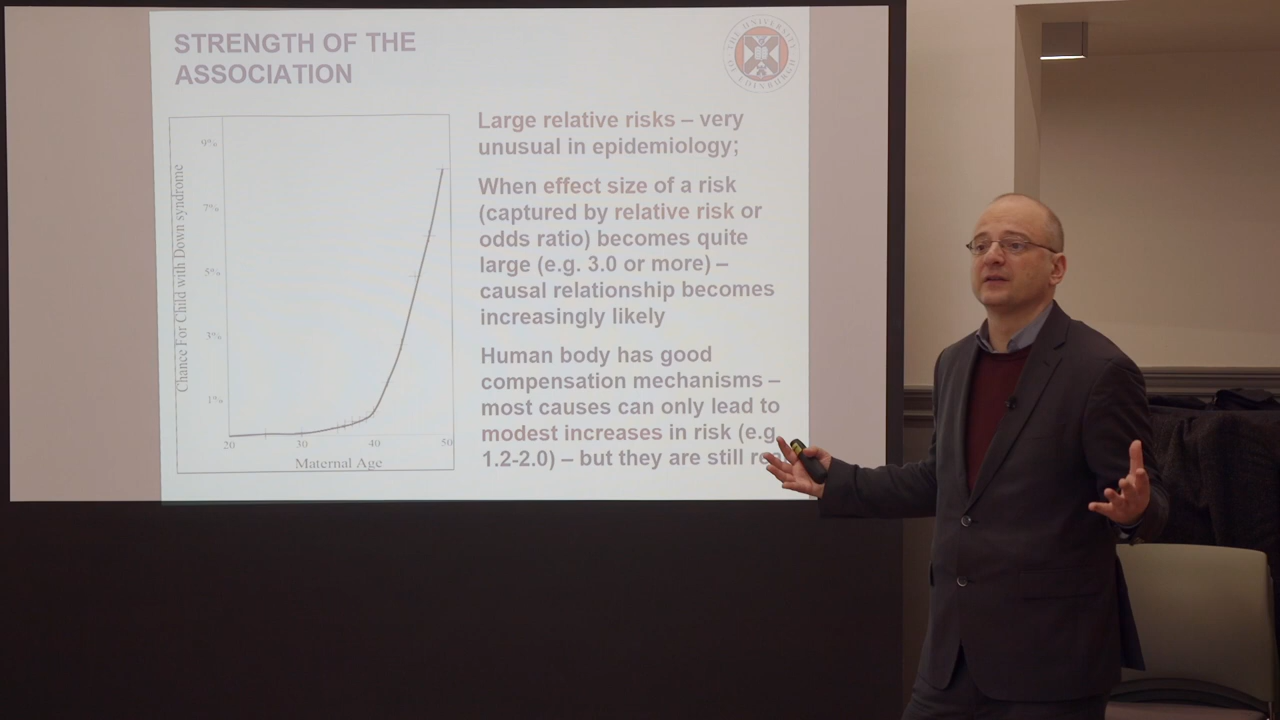 STRENGTH OF THE
ASSOCIATION
THE UNIVERSITY
OF EDINBURGH
Chance For Child with Down syndrome
9%
7%
5%
3%
1%
20
30
40
50
Maternal Age
Large relative risks – very
unusual in epidemiology;
When effect size of a risk
(captured by relative risk or
odds ratio) becomes quite
large (e.g. 3.0 or more) –
causal relationship becomes
increasingly likely
Human body has good
compensation mechanisms –
most causes can only lead to
modest increases in risk (e.g.
1.2-2.0) – but they are still